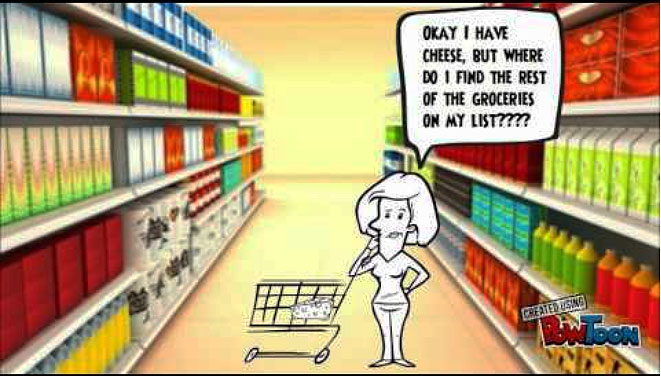 OKAY I HAVE
CHEESE, BUT WHERE
DO I FIND THE REST
OF THE GROCERIES
ON MY LIST????
CREATED USING
POWTOON